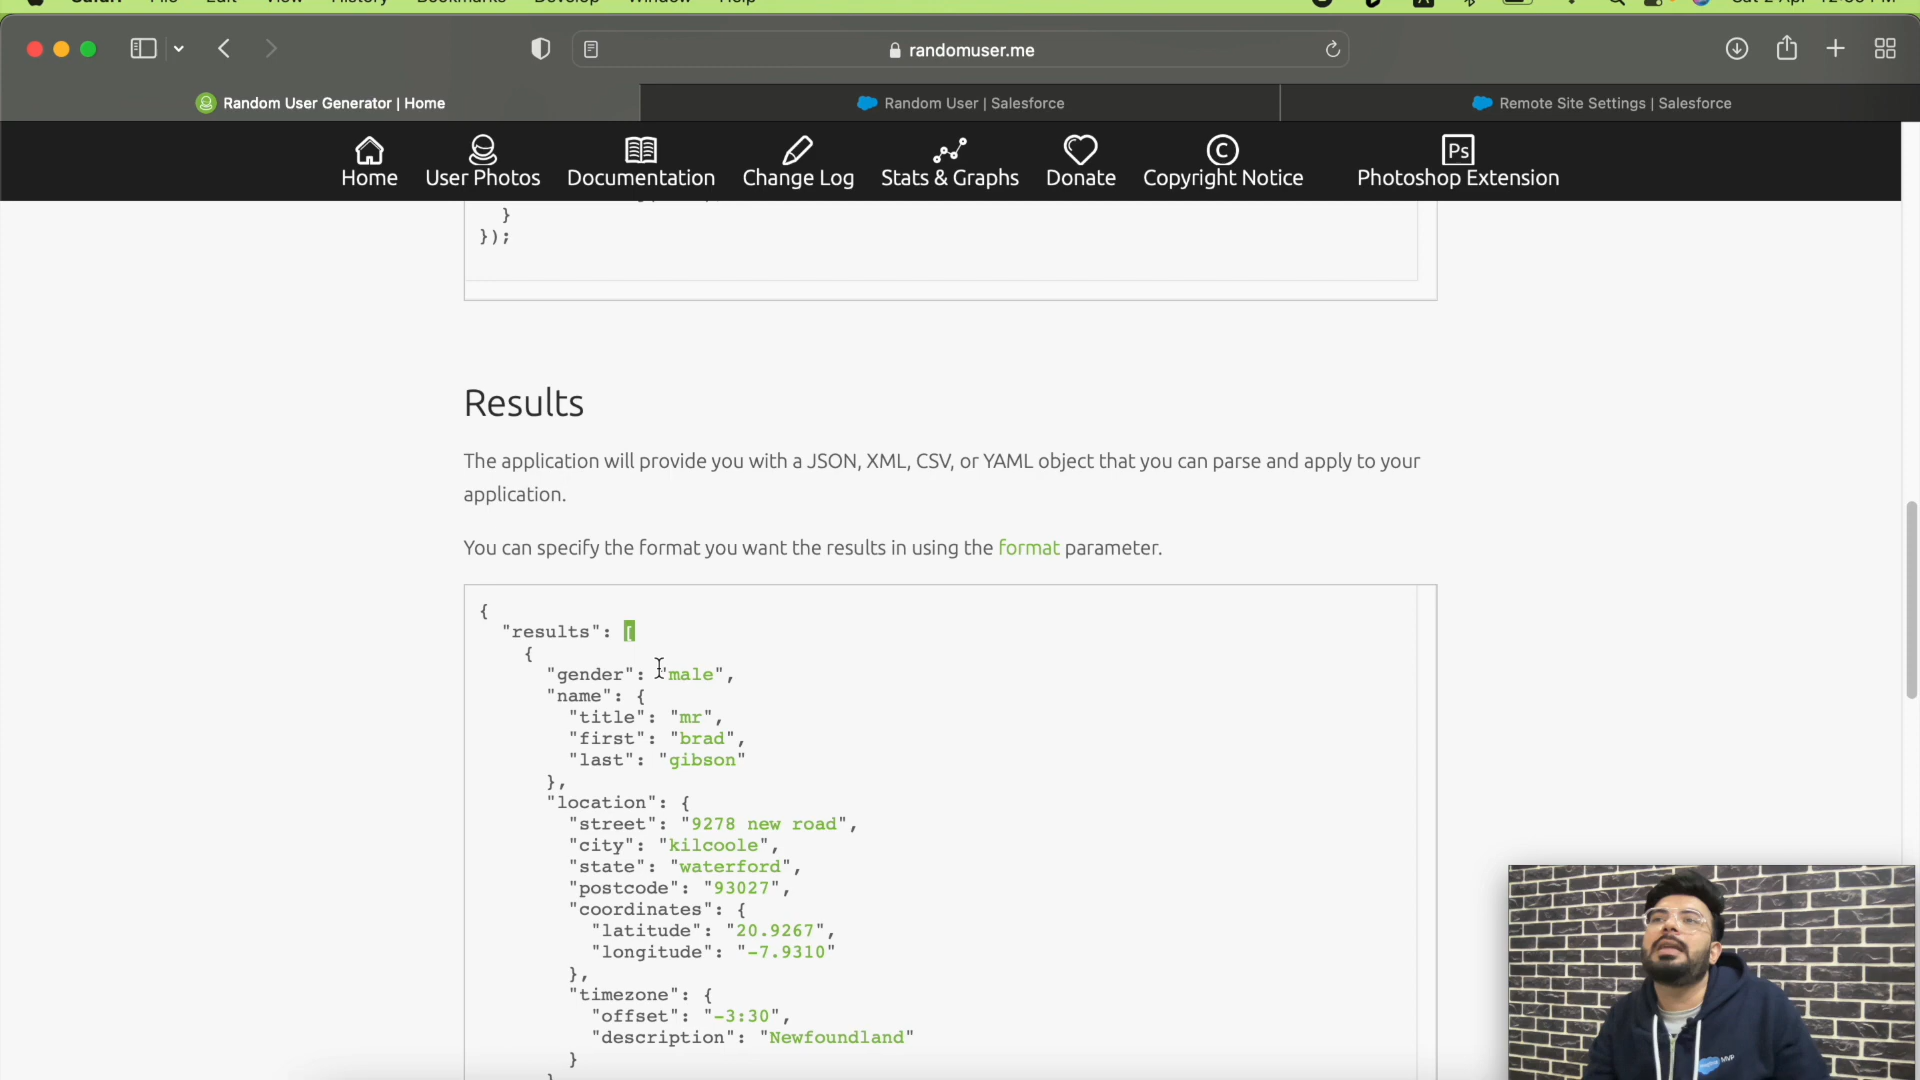 randomuser.me
Random User Generator | Home
Random User | Salesforce
Remote Site Settings | Salesforce
Home
User Photos
Documentation
Change Log
Stats & Graphs
Donate
Copyright Notice
Ps
Photoshop Extension
}
});
Results
The application will provide you with a JSON, XML, CSV, or YAML object that you can parse and apply to your
application.
You can specify the format you want the results in using the format parameter.
{
"results": [
{
"gender": "male",
"name": {
"title": "mr",
"first": "brad",
"last": "gibson"
},
"location": {
"street": "9278 new road",
"city": "kilcoole",
"state": "waterford",
"postcode": "93027",
"coordinates": {
"latitude": "20.9267",
"longitude": "-7.9310"
},
"timezone": {
"offset": "-3:30",
"description": "Newfoundland"
}
MVP